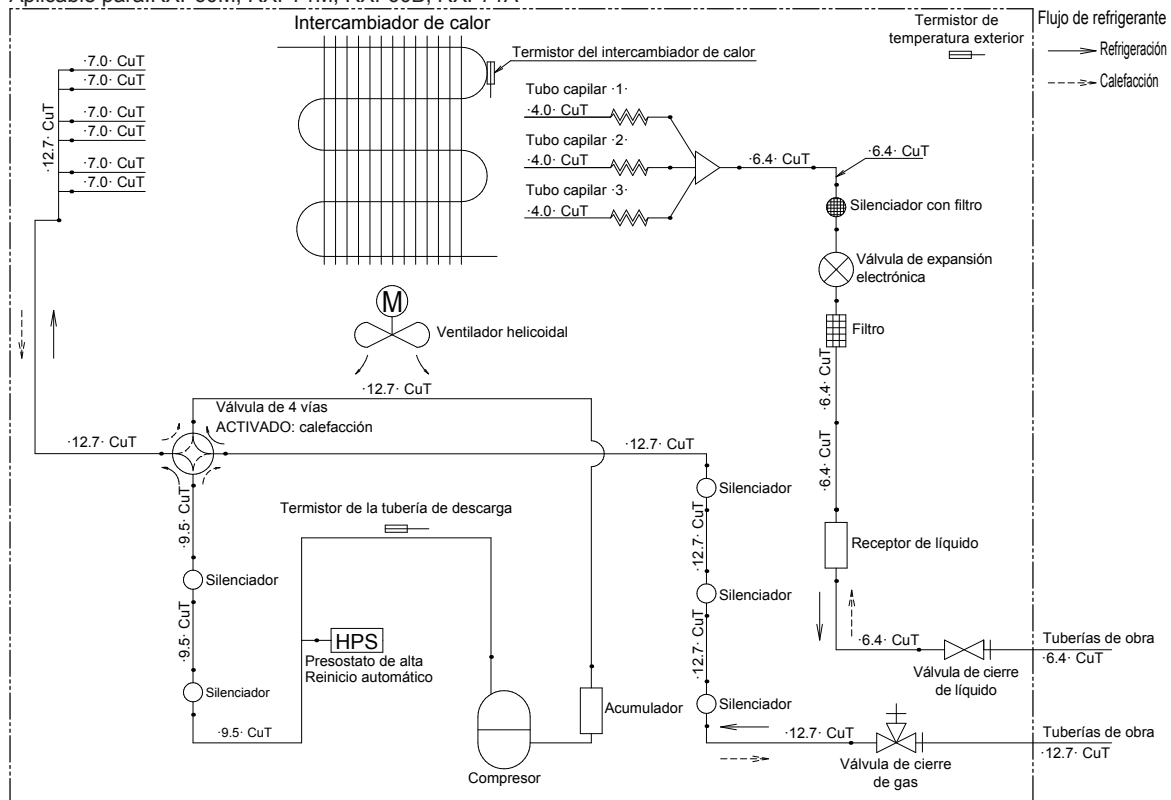 Intercambiador de calor
Termistor del intercambiador de calor
Termistor de
temperatura exterior
Flujo de refrigerante
Refrigeración
Calefacción
·7.0· CuT
·7.0· CuT
·7.0· CuT
·7.0· CuT
·7.0· CuT
·7.0· CuT
·12.7· CuT
Tubo capilar ·1·
·4.0· CuT
Tubo capilar ·2·
·4.0· CuT
Tubo capilar ·3·
·4.0· CuT
·6.4· CuT
·6.4· CuT
Silenciador con filtro
Válvula de expansión
electrónica
Filtro
·6.4· CuT
·6.4· CuT
Receptor de líquido
M
Ventilador helicoidal
·12.7· CuT
Válvula de 4 vías
ACTIVADO: calefacción
·12.7· CuT
·12.7· CuT
Silenciador
·12.7· CuT
Silenciador
·12.7· CuT
Silenciador
Termistor de la tubería de descarga
·9.5· CuT
Silenciador
·9.5· CuT
Silenciador
·9.5· CuT
HPS
Presostato de alta
Reinicio automático
Compresor
Acumulador
·6.4· CuT
Válvula de cierre
de líquido
Tuberías de obra
·6.4· CuT
·12.7· CuT
Válvula de cierre
de gas
Tuberías de obra
·12.7· CuT